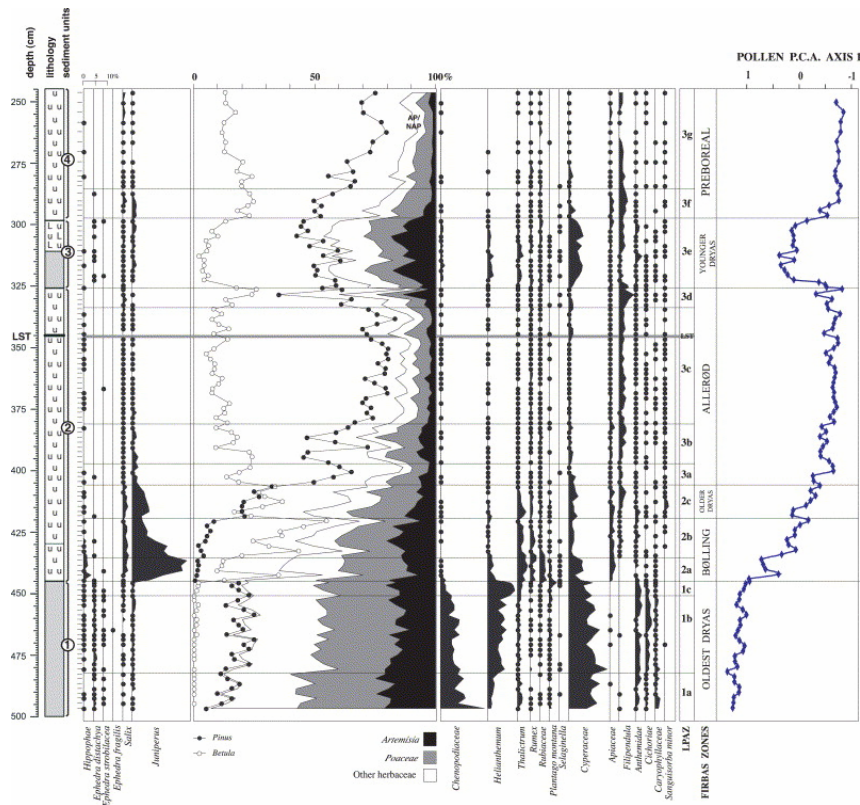 depth (cm)
lithology
sediment units
0 5 10%
0 50 100%
POLLEN P.C.A. AXIS 1
1 0 -1
AP/
NAP
250
275
300
325
LST
350
375
400
425
450
475
500
4
3
2
1
3g
3f
3e
3d
LST
3c
3b
3a
2c
2b
2a
1c
1b
1a
PREBOREAL
YOUNGER
DRYAS
ALLERØD
OLDER
DRYAS
BØLLING
OLDEST DRYAS
Hippophae
Ephedra distachya
Ephedra strobilacea
Ephedra fragilis
Salix
Juniperus
Pinus
Betula
Artemisia
Poaceae
Other herbaceae
Chenopodiaceae
Helianthemum
Thalictrum
Rumex
Rubiaceae
Plantago montana
Selaginella
Cyperaceae
Apiaceae
Filipendula
Anthemidae
Cichoriae
Caryophyllaceae
Sanguisorba minor
LPAZ
FIRBAS ZONES